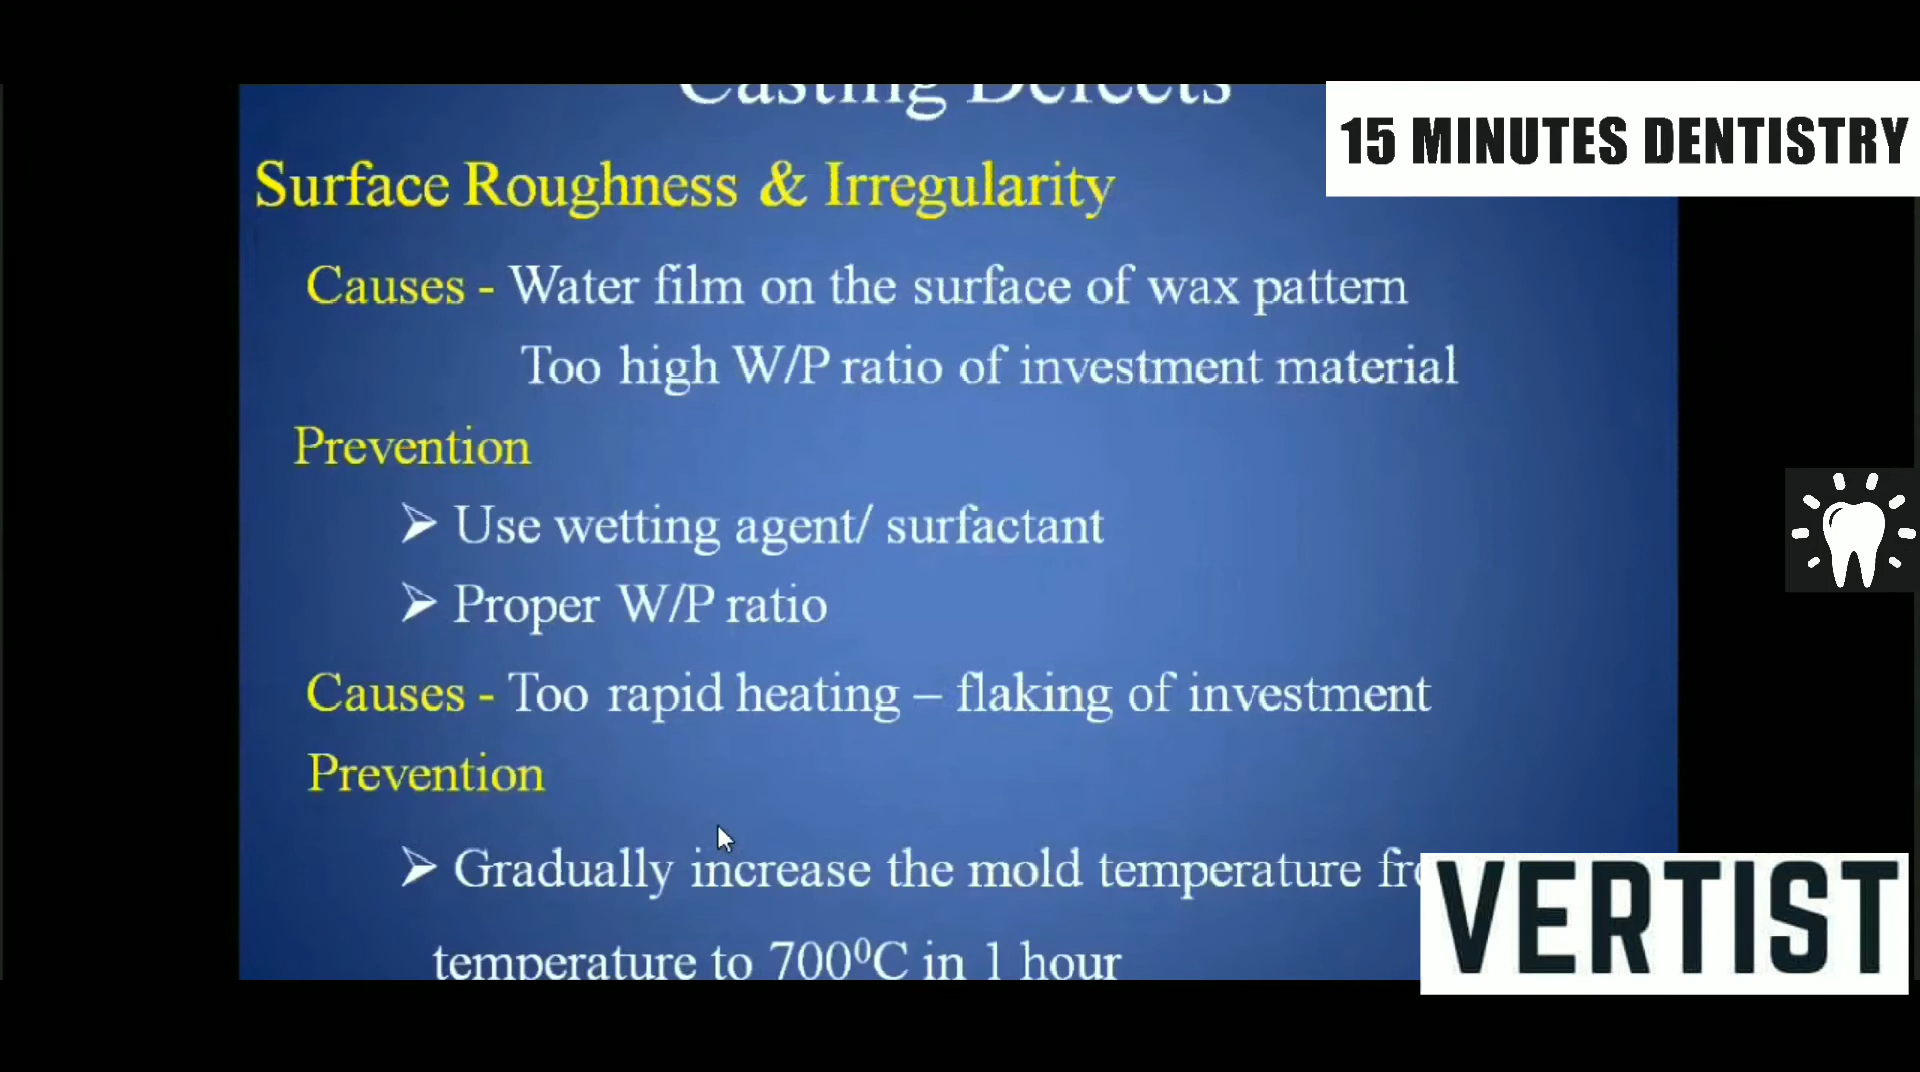 Casting Defects
15 MINUTES DENTISTRY
Surface Roughness & Irregularity
Causes - Water film on the surface of wax pattern
Too high W/P ratio of investment material
Prevention
➤ Use wetting agent/ surfactant
➤ Proper W/P ratio
Causes - Too rapid heating – flaking of investment
Prevention
➤ Gradually increase the mold temperature
temperature to 700⁰C in 1 hour
VERTIST